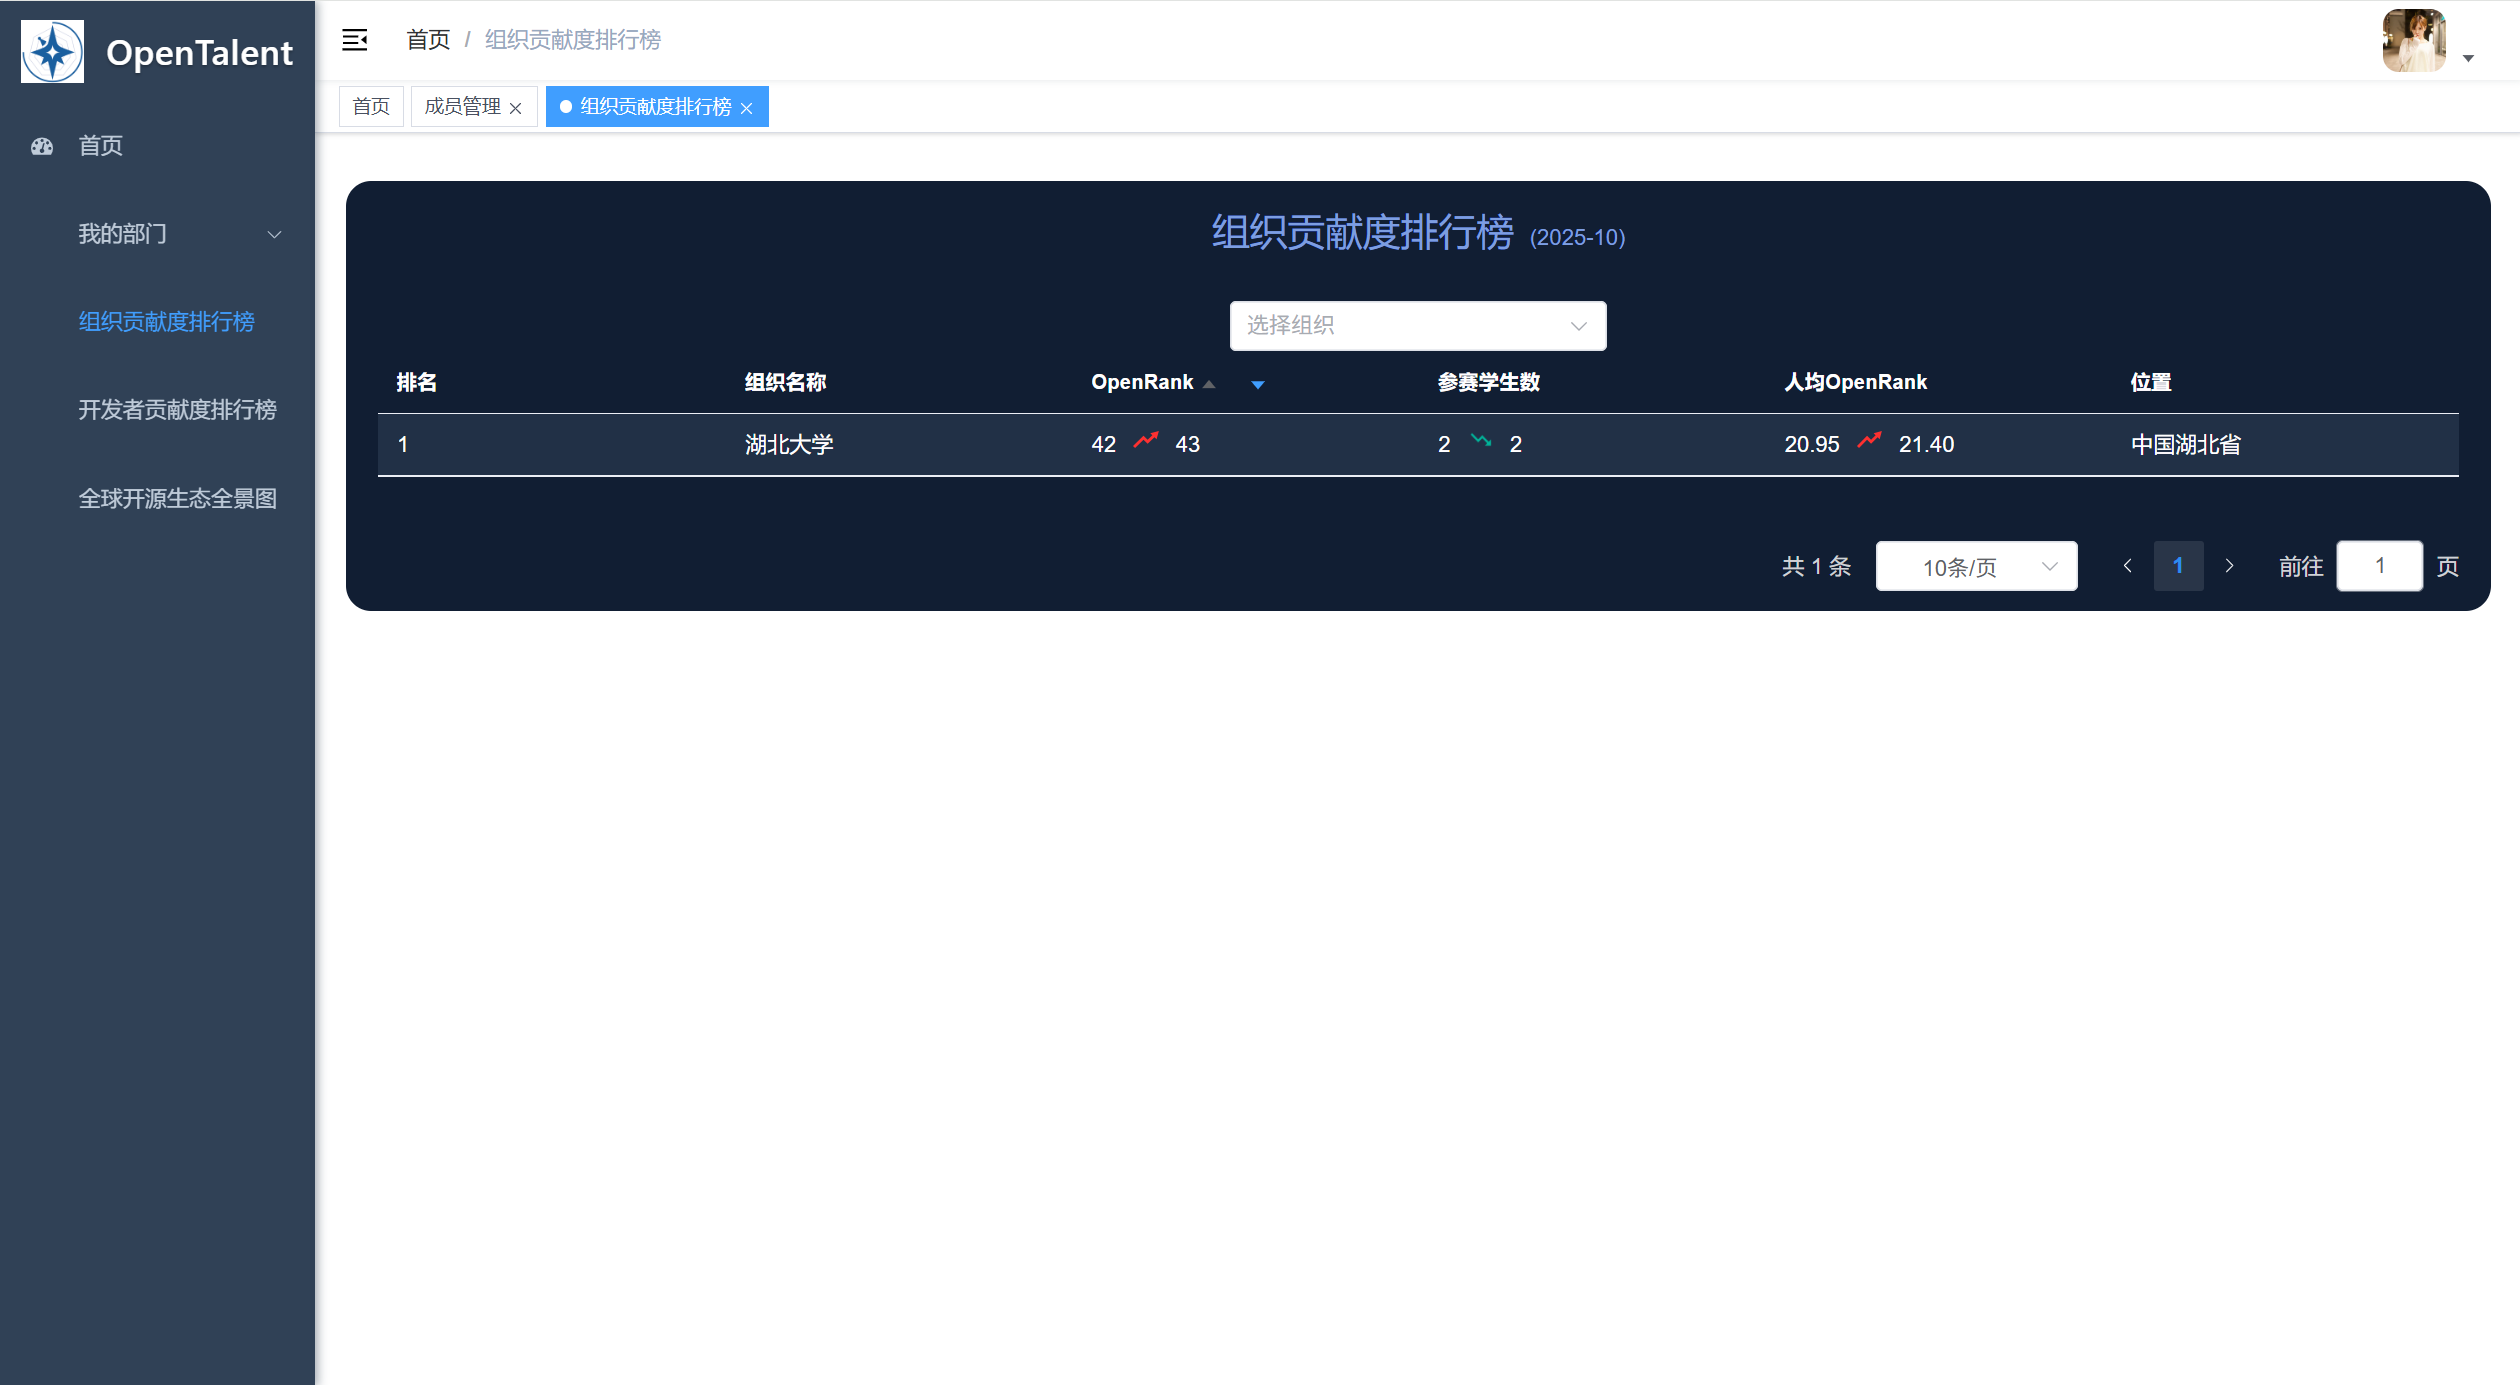 OpenTalent
首页
我的部门
组织贡献度排行榜
开发者贡献度排行榜
全球开源生态全景图
首页 / 组织贡献度排行榜
首页 成员管理 组织贡献度排行榜
组织贡献度排行榜 (2025-10)
选择组织
排名 组织名称 OpenRank 参赛学生数 人均OpenRank 位置
1 湖北大学 42 43 2 2 20.95 21.40 中国湖北省
共 1 条 10条/页 1 前往 1 页